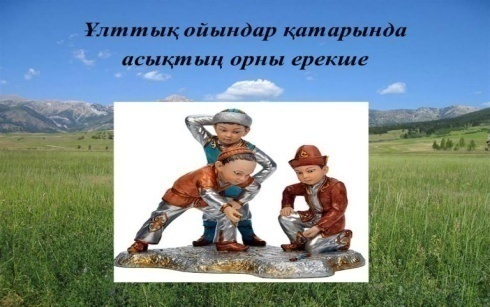 Ұлттық ойындар қатарында
асықтың орны ерекше